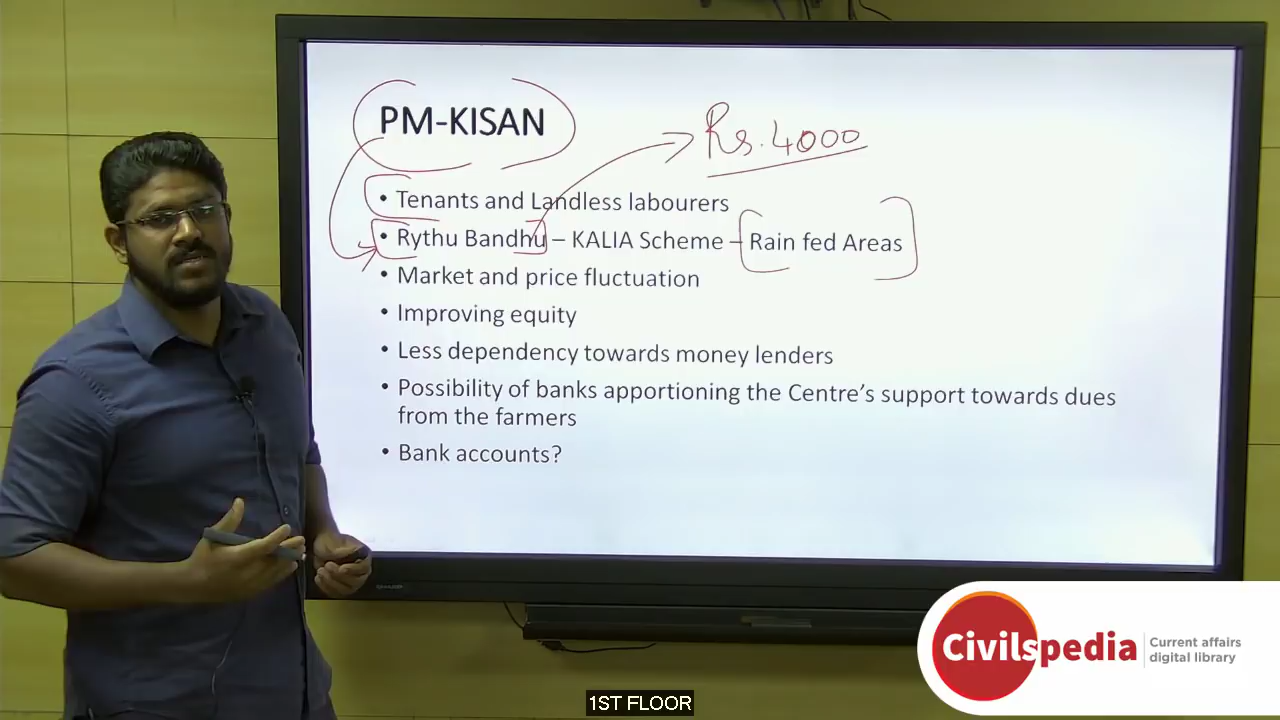 PM-KISAN
Rs. 4000
• Tenants and Landless labourers
• Rythu Bandhu – KALIA Scheme – Rain fed Areas
• Market and price fluctuation
• Improving equity
• Less dependency towards money lenders
• Possibility of banks apportioning the Centre's support towards dues
from the farmers
• Bank accounts?
Civilspedia
Current affairs
digital library
1ST FLOOR